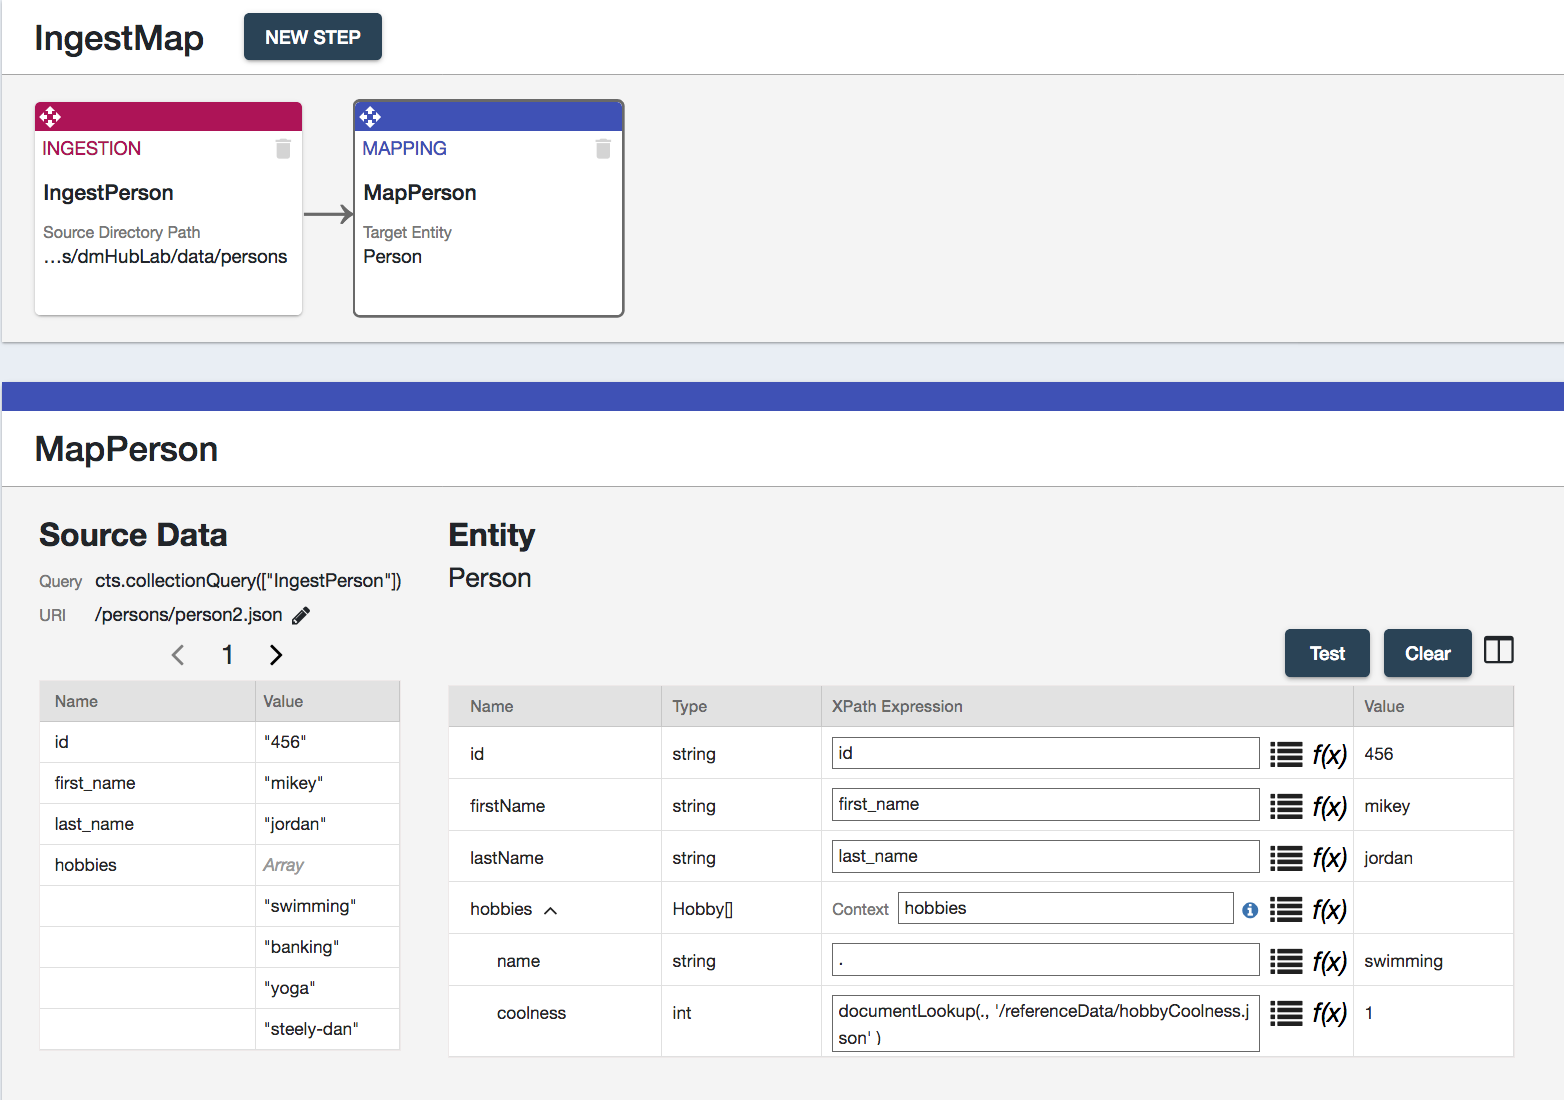 IngestMap
NEW STEP
INGESTION
IngestPerson
Source Directory Path
...s/dmHubLab/data/persons
MAPPING
MapPerson
Target Entity
Person
MapPerson
Source Data
Query cts.collectionQuery(["IngestPerson"])
URI /persons/person2.json
1
Name Value
id "456"
first_name "mikey"
last_name "jordan"
hobbies Array
"swimming"
"banking"
"yoga"
"steely-dan"
Entity
Person
Test Clear
Name Type XPath Expression Value
id string id f(x) 456
firstName string first_name f(x) mikey
lastName string last_name f(x) jordan
hobbies Hobby[] Context hobbies i f(x)
name string . f(x) swimming
coolness int documentLookup(., '/referenceData/hobbyCoolness.j f(x) 1
son' )